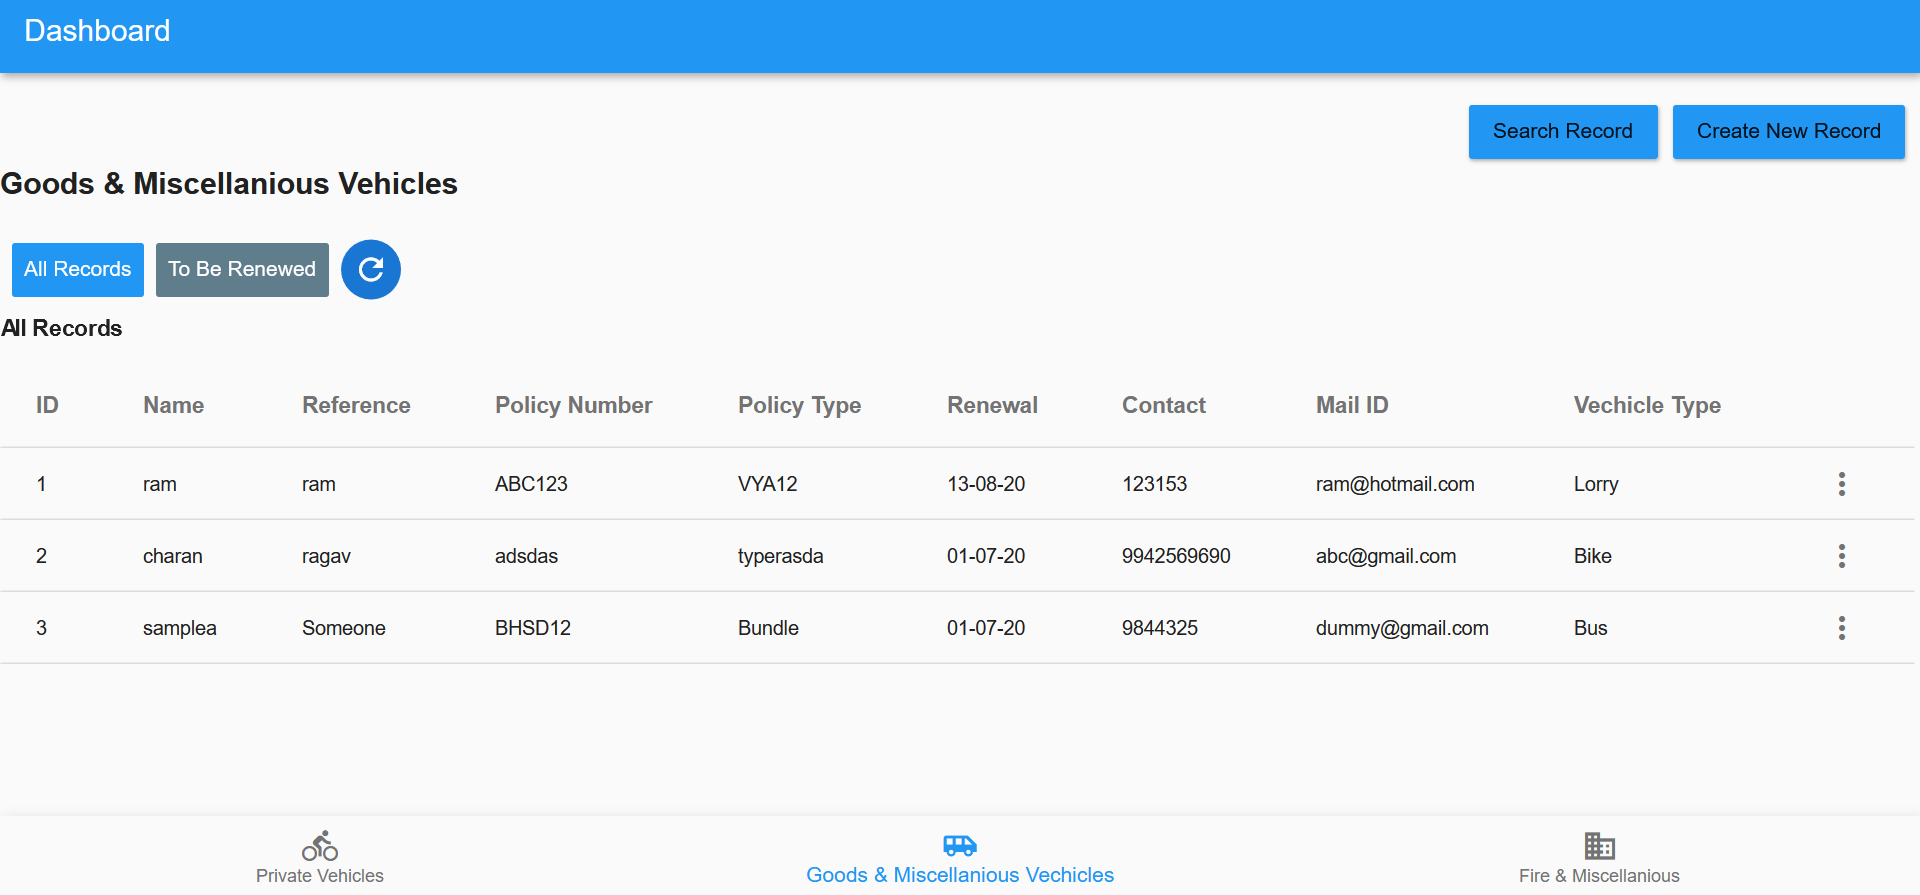 Dashboard
Search Record
Create New Record
Goods & Miscellanious Vehicles
All Records
To Be Renewed
All Records
ID Name Reference Policy Number Policy Type Renewal Contact Mail ID Vechicle Type
1 ram ram ABC123 VYA12 13-08-20 123153 ram@hotmail.com Lorry
2 charan ragav adsdas typerasda 01-07-20 9942569690 abc@gmail.com Bike
3 samplea Someone BHSD12 Bundle 01-07-20 9844325 dummy@gmail.com Bus
Private Vehicles
Goods & Miscellanious Vechicles
Fire & Miscellanious